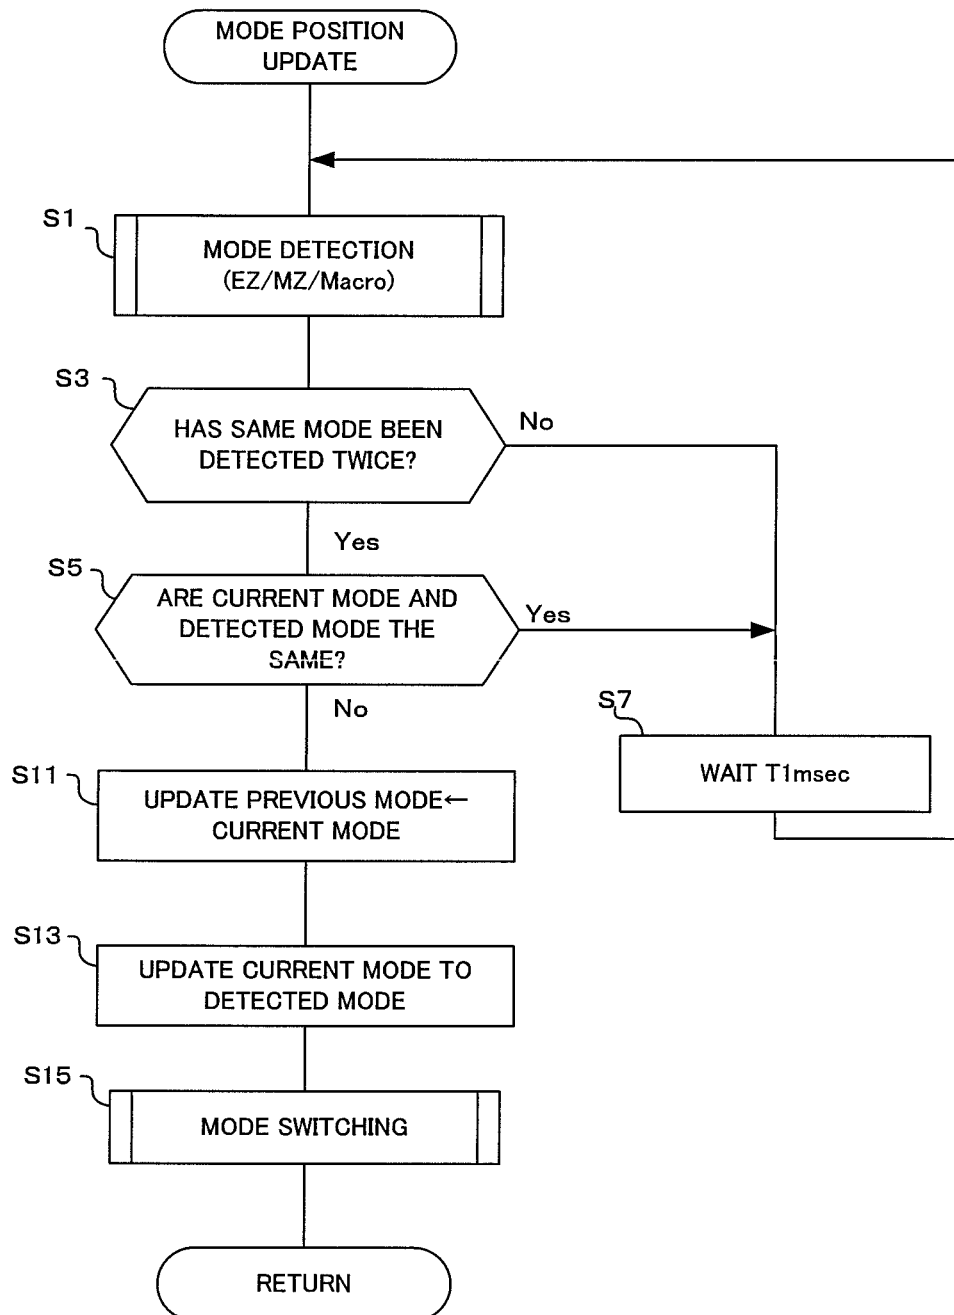 MODE POSITION
UPDATE
S1
MODE DETECTION
(EZ/MZ/Macro)
S3
HAS SAME MODE BEEN
DETECTED TWICE?
No
Yes
S5
ARE CURRENT MODE AND
DETECTED MODE THE
SAME?
Yes
No
S7
WAIT T1msec
S11
UPDATE PREVIOUS MODE←
CURRENT MODE
S13
UPDATE CURRENT MODE TO
DETECTED MODE
S15
MODE SWITCHING
RETURN